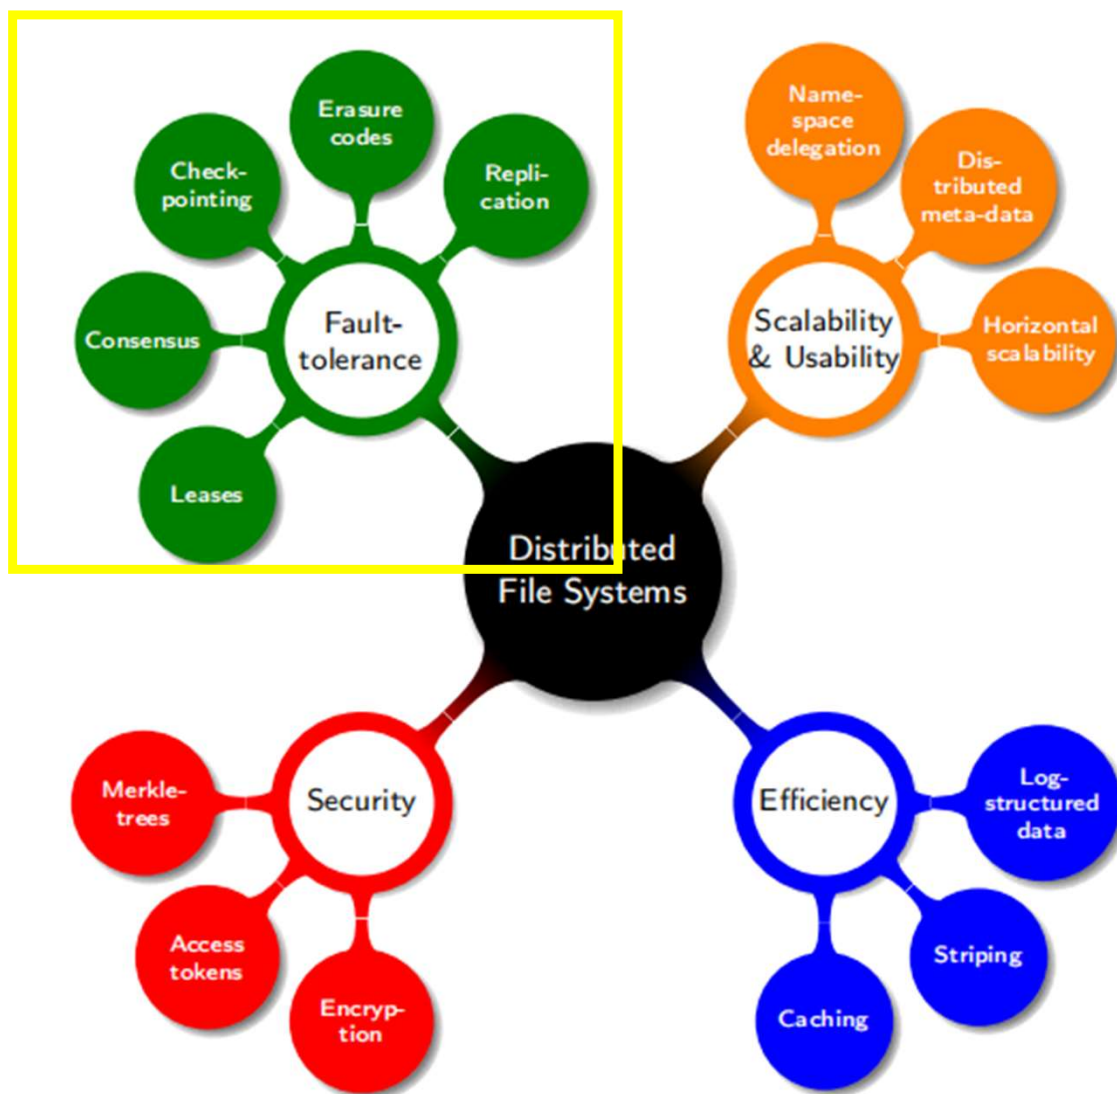 Erasure
codes
Check-
pointing
Repli-
cation
Consensus
Fault-
tolerance
Leases
Name-
space
delegation
Dis-
tributed
meta-data
Scalability
& Usability
Horizontal
scalability
Distributed
File Systems
Merkle-
trees
Security
Access
tokens
Encryp-
tion
Efficiency
Log-
structured
data
Striping
Caching